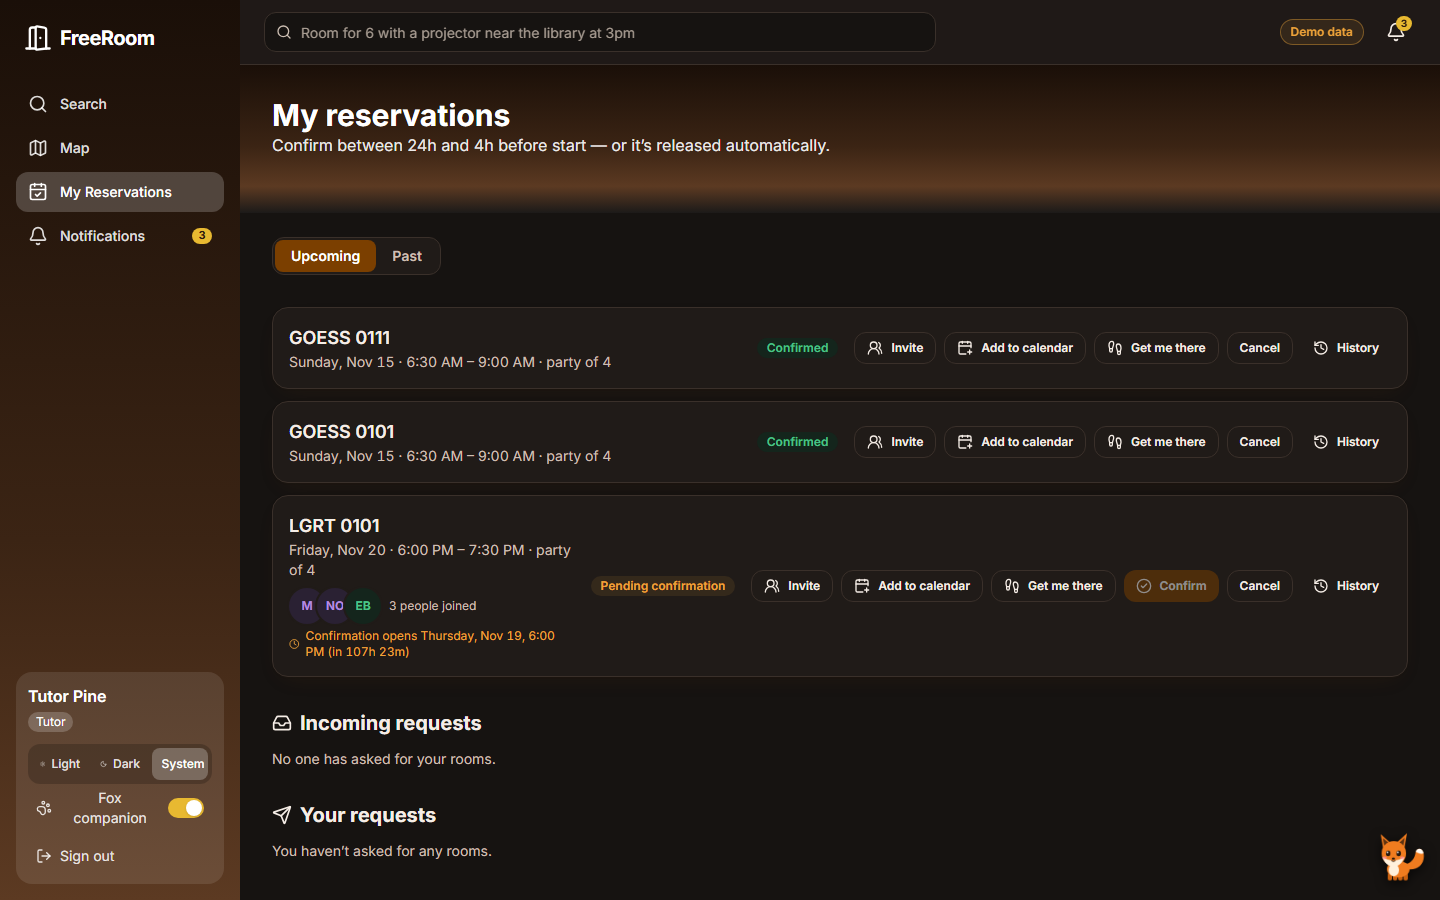 FreeRoom
Room for 6 with a projector near the library at 3pm
Demo data
3
Search
Map
My Reservations
Notifications
3
My reservations
Confirm between 24h and 4h before start — or it’s released automatically.
Upcoming
Past
GOESS 0111
Sunday, Nov 15 · 6:30 AM – 9:00 AM · party of 4
Confirmed
Invite
Add to calendar
Get me there
Cancel
History
GOESS 0101
Sunday, Nov 15 · 6:30 AM – 9:00 AM · party of 4
Confirmed
Invite
Add to calendar
Get me there
Cancel
History
LGRT 0101
Friday, Nov 20 · 6:00 PM – 7:30 PM · party
of 4
M
NO
EB
3 people joined
Confirmation opens Thursday, Nov 19, 6:00
PM (in 107h 23m)
Pending confirmation
Invite
Add to calendar
Get me there
Confirm
Cancel
History
Incoming requests
No one has asked for your rooms.
Your requests
You haven’t asked for any rooms.
Tutor Pine
Tutor
Light
Dark
System
Fox
companion
Sign out